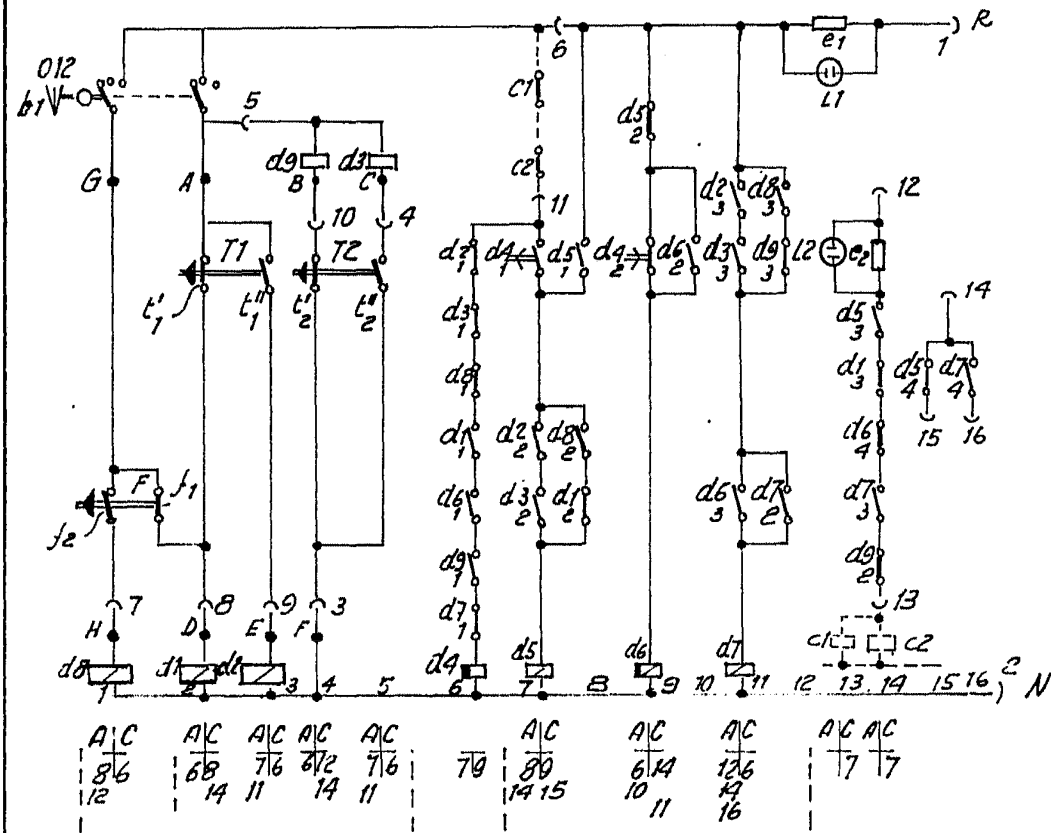 R
1
e1
L1
6
012
b1
5
c1
d5
2
d9
d3
c2
G
A
B
C
10
4
11
d2
3
d8
3
12
T1
T2
d2
1
d4
1
d5
1
d4
2
d6
2
d3
3
d9
3
L2
e2
t'1
t"1
t'2
t"2
14
d3
1
d5
3
d8
1
d1
3
d5
4
d7
4
d1
1
d2
2
d8
2
d6
4
15
16
F
f1
f2
d6
1
d3
2
d1
2
d6
3
d7
2
d7
3
d9
1
d9
2
7
8
9
3
13
H
D
E
F
d7
1
c1
c2
d8
d1
d2
d4
d5
d6
d7
1 2 3 4 5 6 7 8 9 10 11 12 13 14 15 16
2
N
A C A C A C A C A C A C A C A C A C A C
8 6 6 8 7 6 6 12 7 6 7 9 8 9 6 14 12 6 7 7
12 14 11 14 11 14 15 10 14
11 16